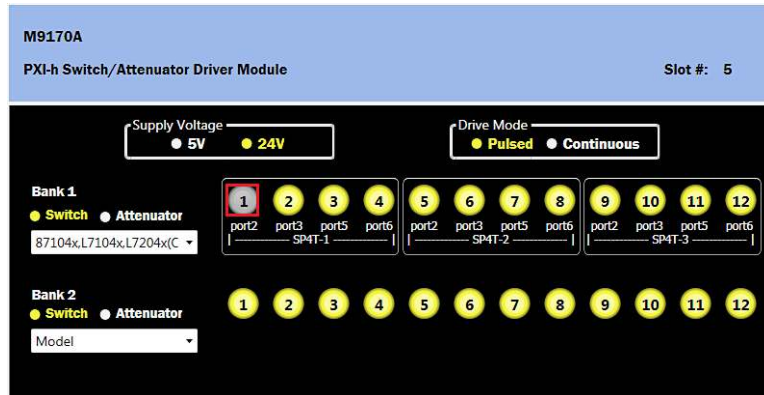 M9170A
PXI-h Switch/Attenuator Driver Module Slot #: 5
Supply Voltage Drive Mode
5V 24V Pulsed Continuous
Bank 1
1 2 3 4 5 6 7 8 9 10 11 12
Switch Attenuator
port2 port3 port5 port6 port2 port3 port5 port6 port2 port3 port5 port6
87104x,L7104x,L7204x(C
SP4T-1 SP4T-2 SP4T-3
Bank 2
1 2 3 4 5 6 7 8 9 10 11 12
Switch Attenuator
Model